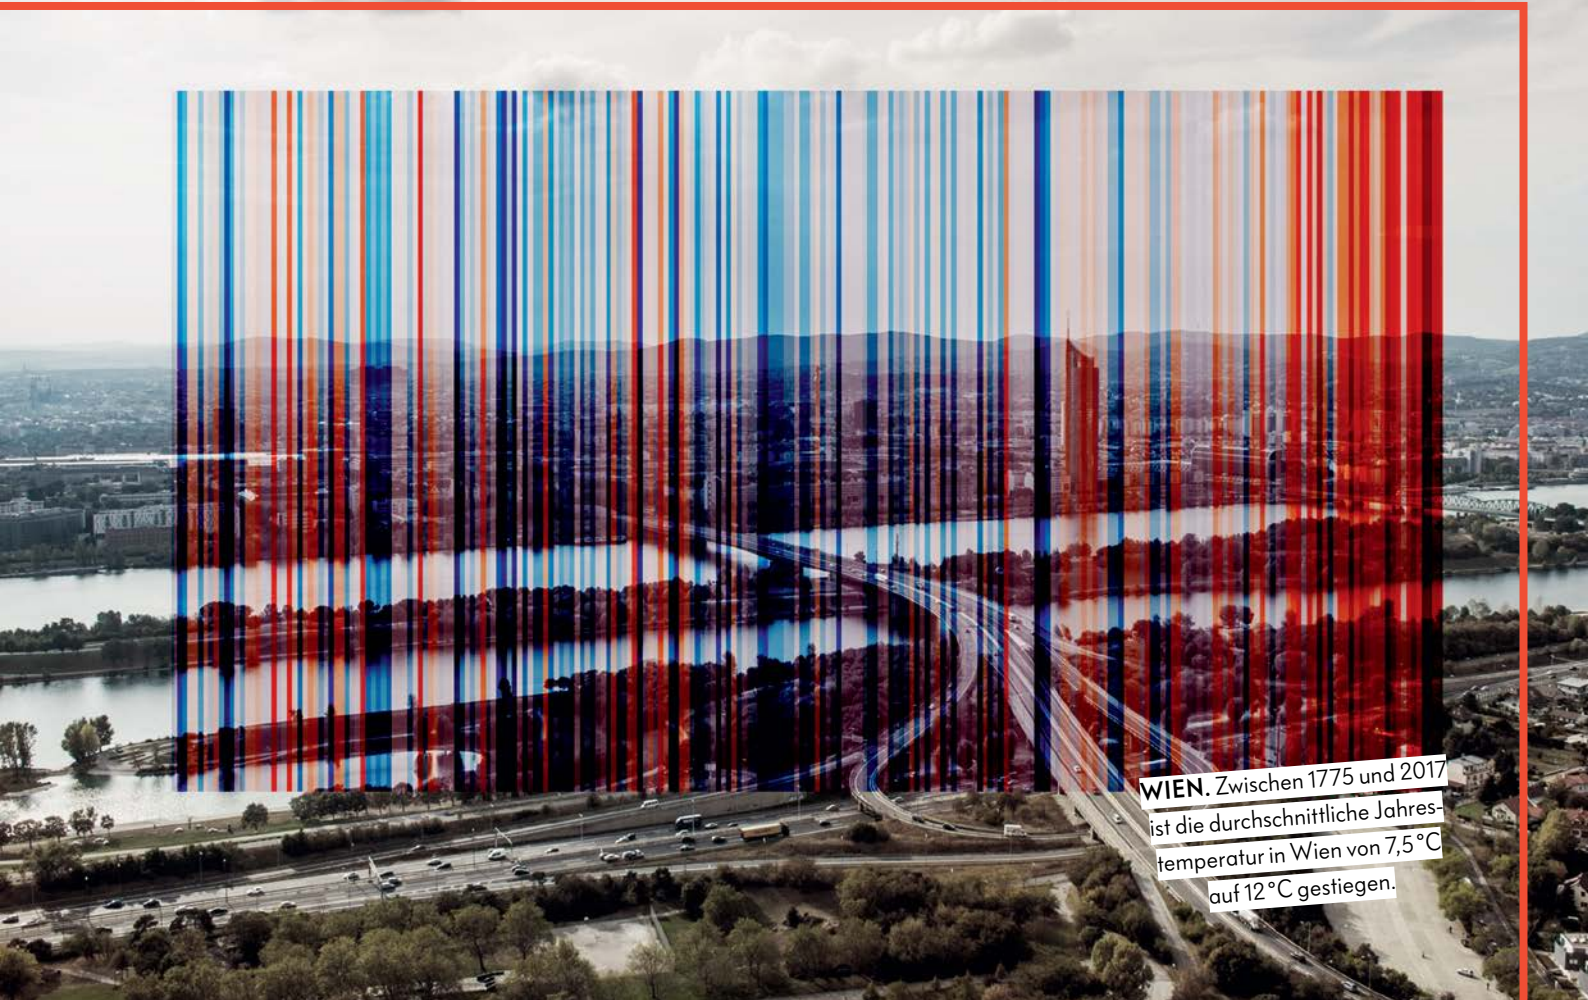 WIEN. Zwischen 1775 und 2017
ist die durchschnittliche Jahres-
temperatur in Wien von 7,5 °C
auf 12 °C gestiegen.